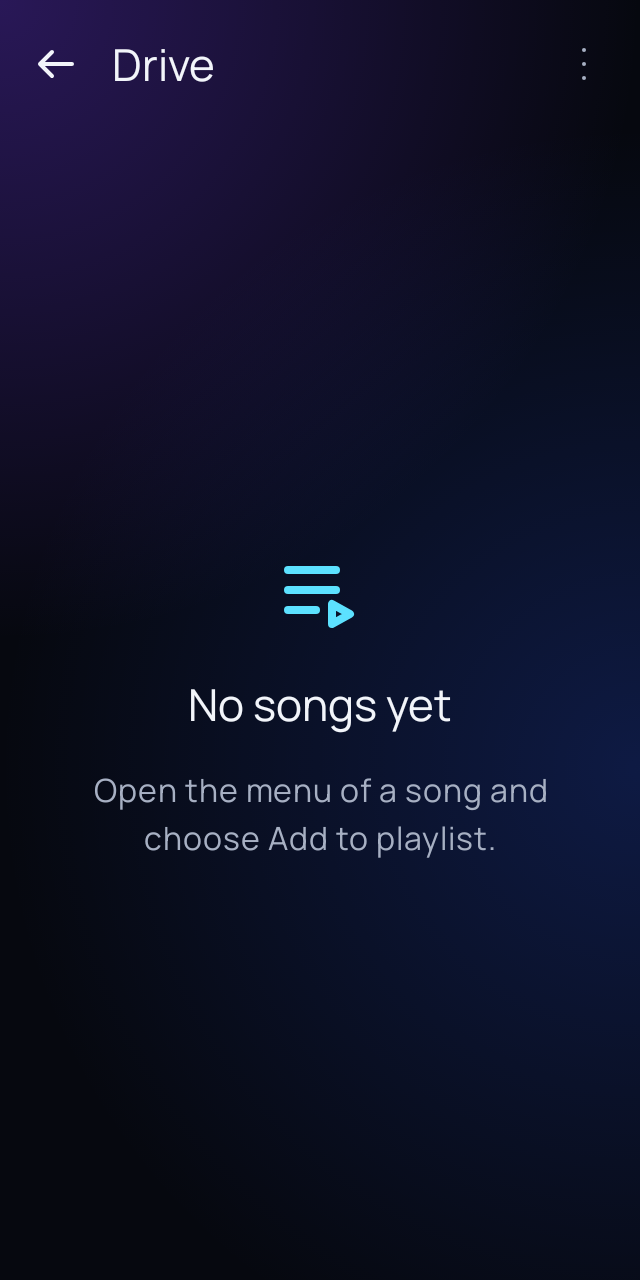 Drive
No songs yet
Open the menu of a song and
choose Add to playlist.